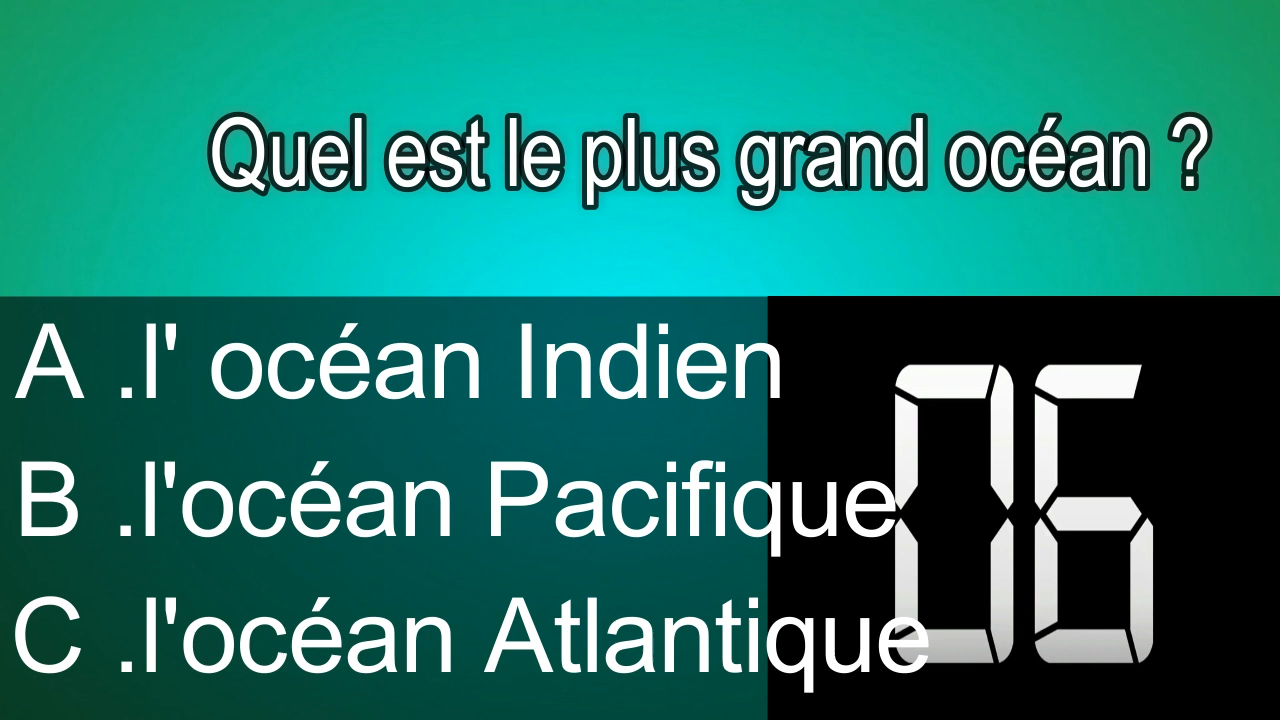 Quel est le plus grand océan ?
A .l' océan Indien
B .l'océan Pacifique
C .l'océan Atlantique
06